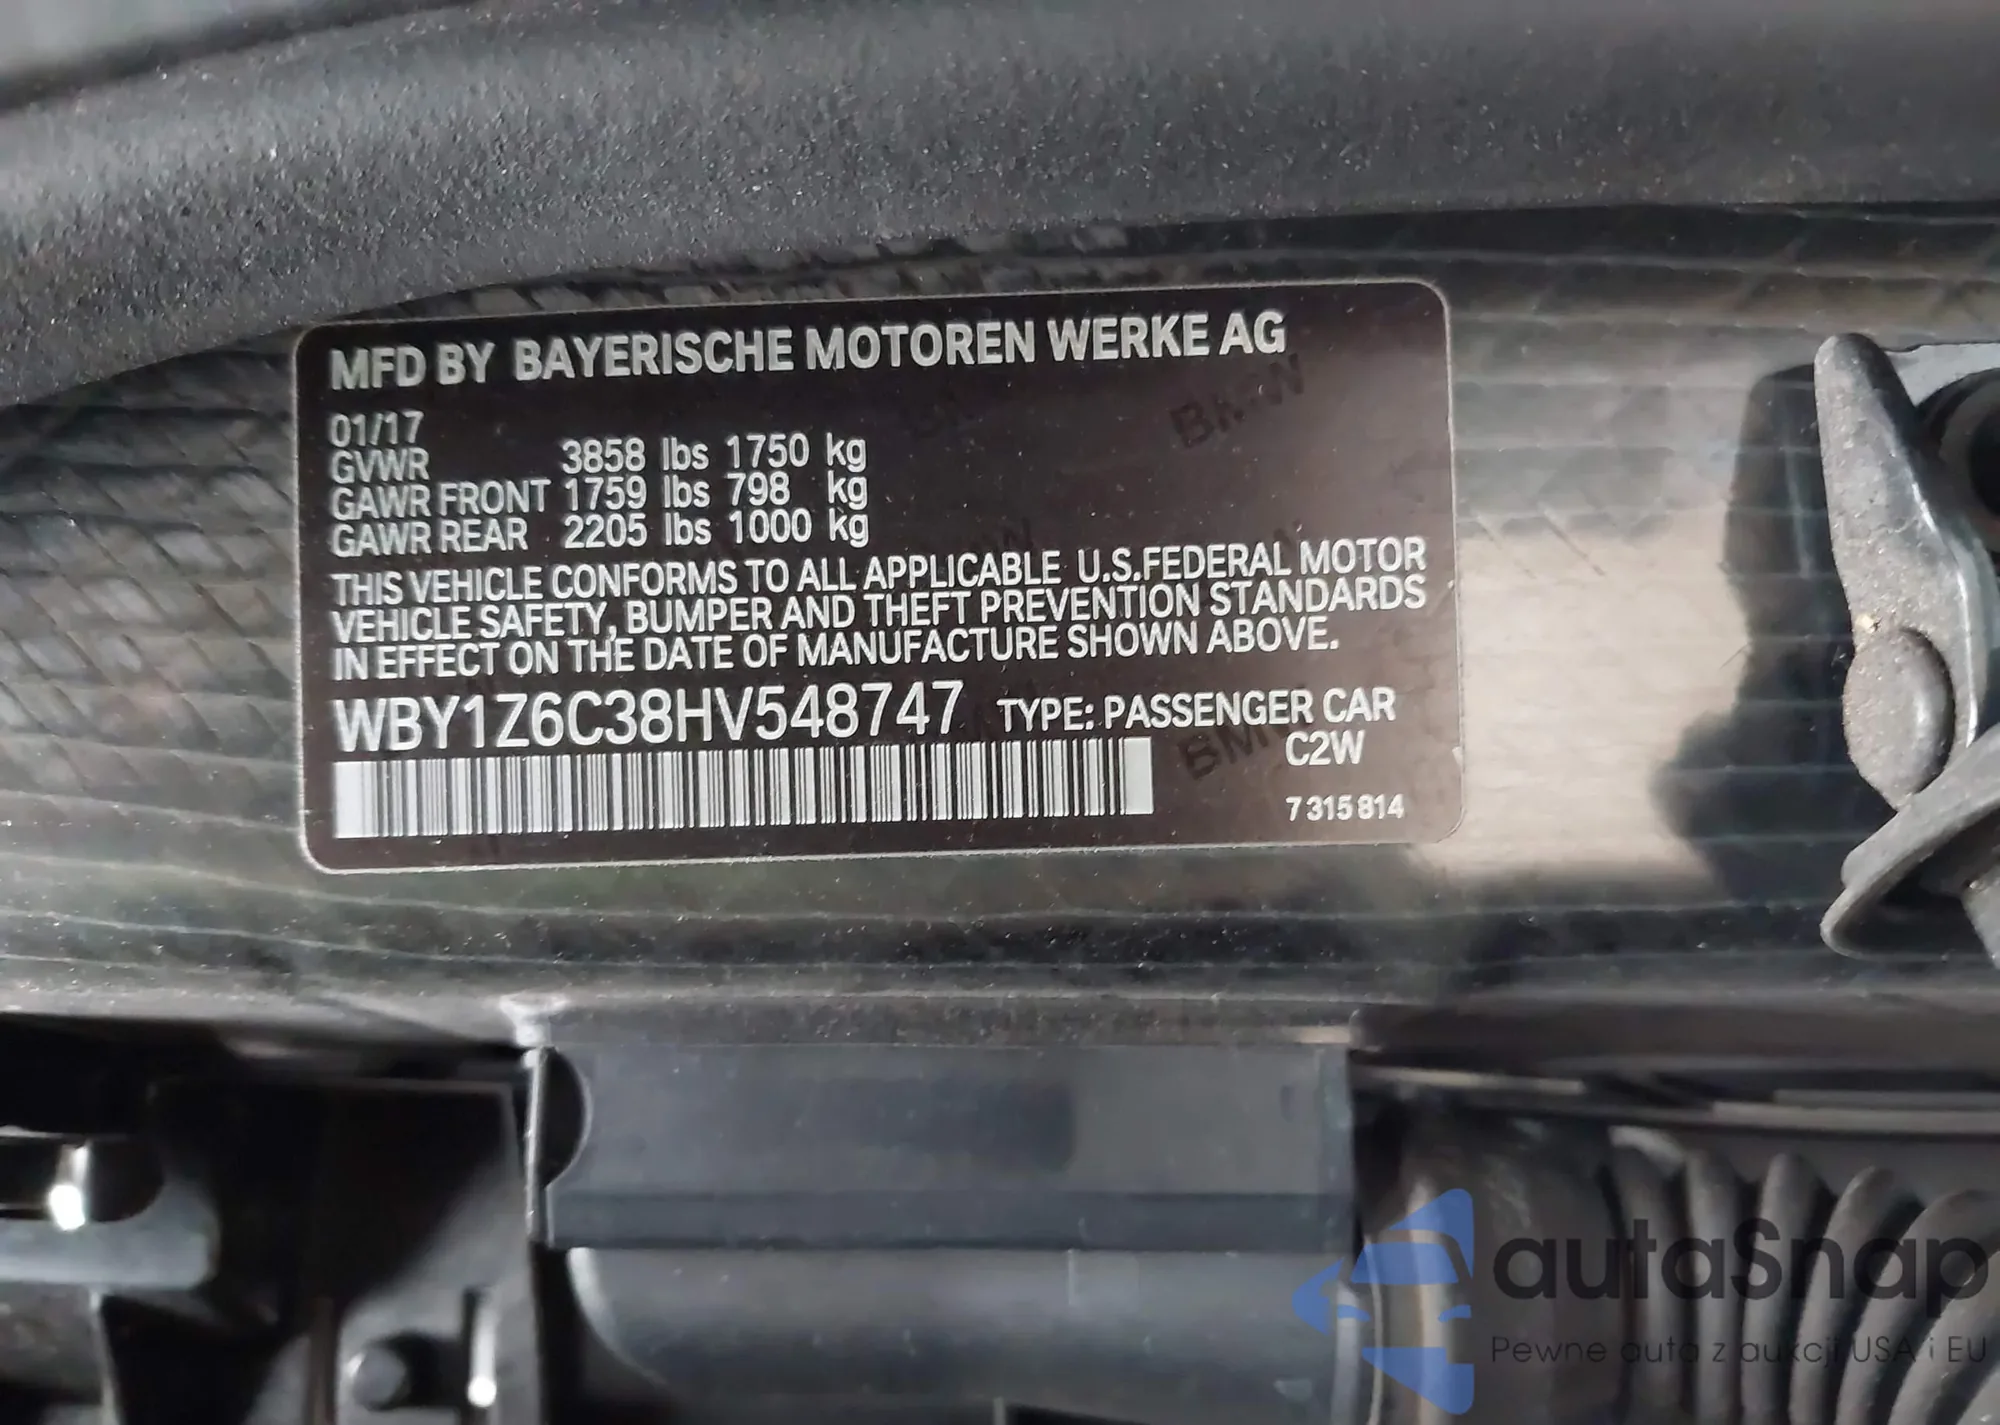 MFD BY BAYERISCHE MOTOREN WERKE AG
01/17
GVWR 3858 lbs 1750 kg
GAWR FRONT 1759 lbs 798 kg
GAWR REAR 2205 lbs 1000 kg
THIS VEHICLE CONFORMS TO ALL APPLICABLE U.S.FEDERAL MOTOR
VEHICLE SAFETY, BUMPER AND THEFT PREVENTION STANDARDS
IN EFFECT ON THE DATE OF MANUFACTURE SHOWN ABOVE.
WBY1Z6C38HV548747 TYPE: PASSENGER CAR
C2W
7 315 814
BMW
BMW
autaSnap
Pewne auta z aukcji USA i EU